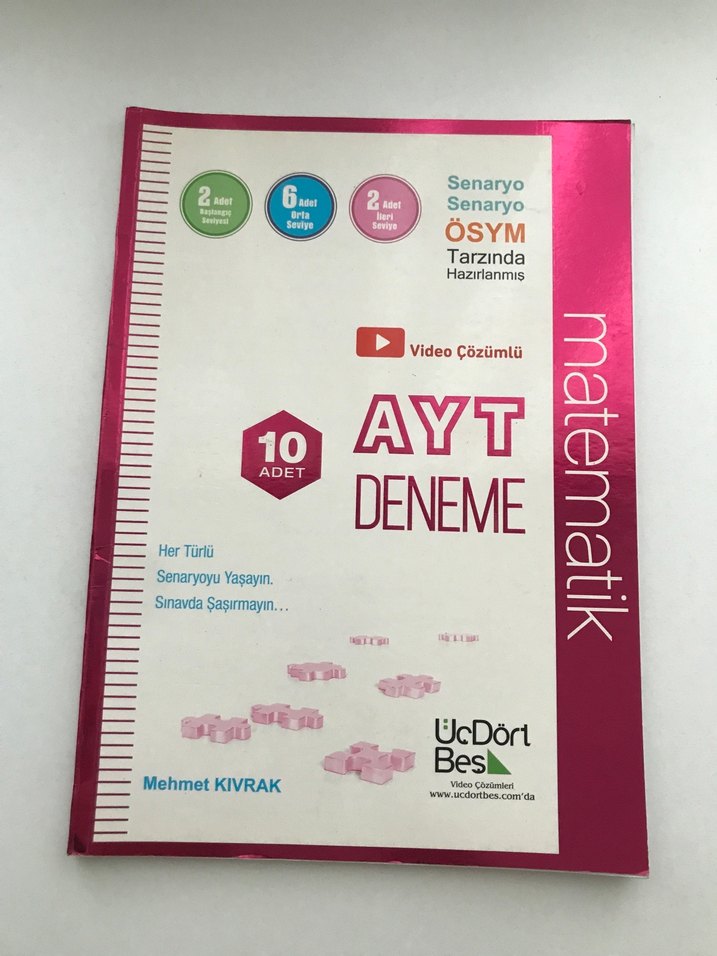 2 Adet
Başlangıç
Seviyesi
6 Adet
Orta
Seviye
2 Adet
İleri
Seviye
Senaryo
Senaryo
ÖSYM
Tarzında
Hazırlanmış
Video Çözümlü
10
ADET
AYT
DENEME
matematik
Her Türlü
Senaryoyu Yaşayın.
Sınavda Şaşırmayın...
Mehmet KIVRAK
ÜçDört
Beş
Video Çözümleri
www.ucdortbes.com'da